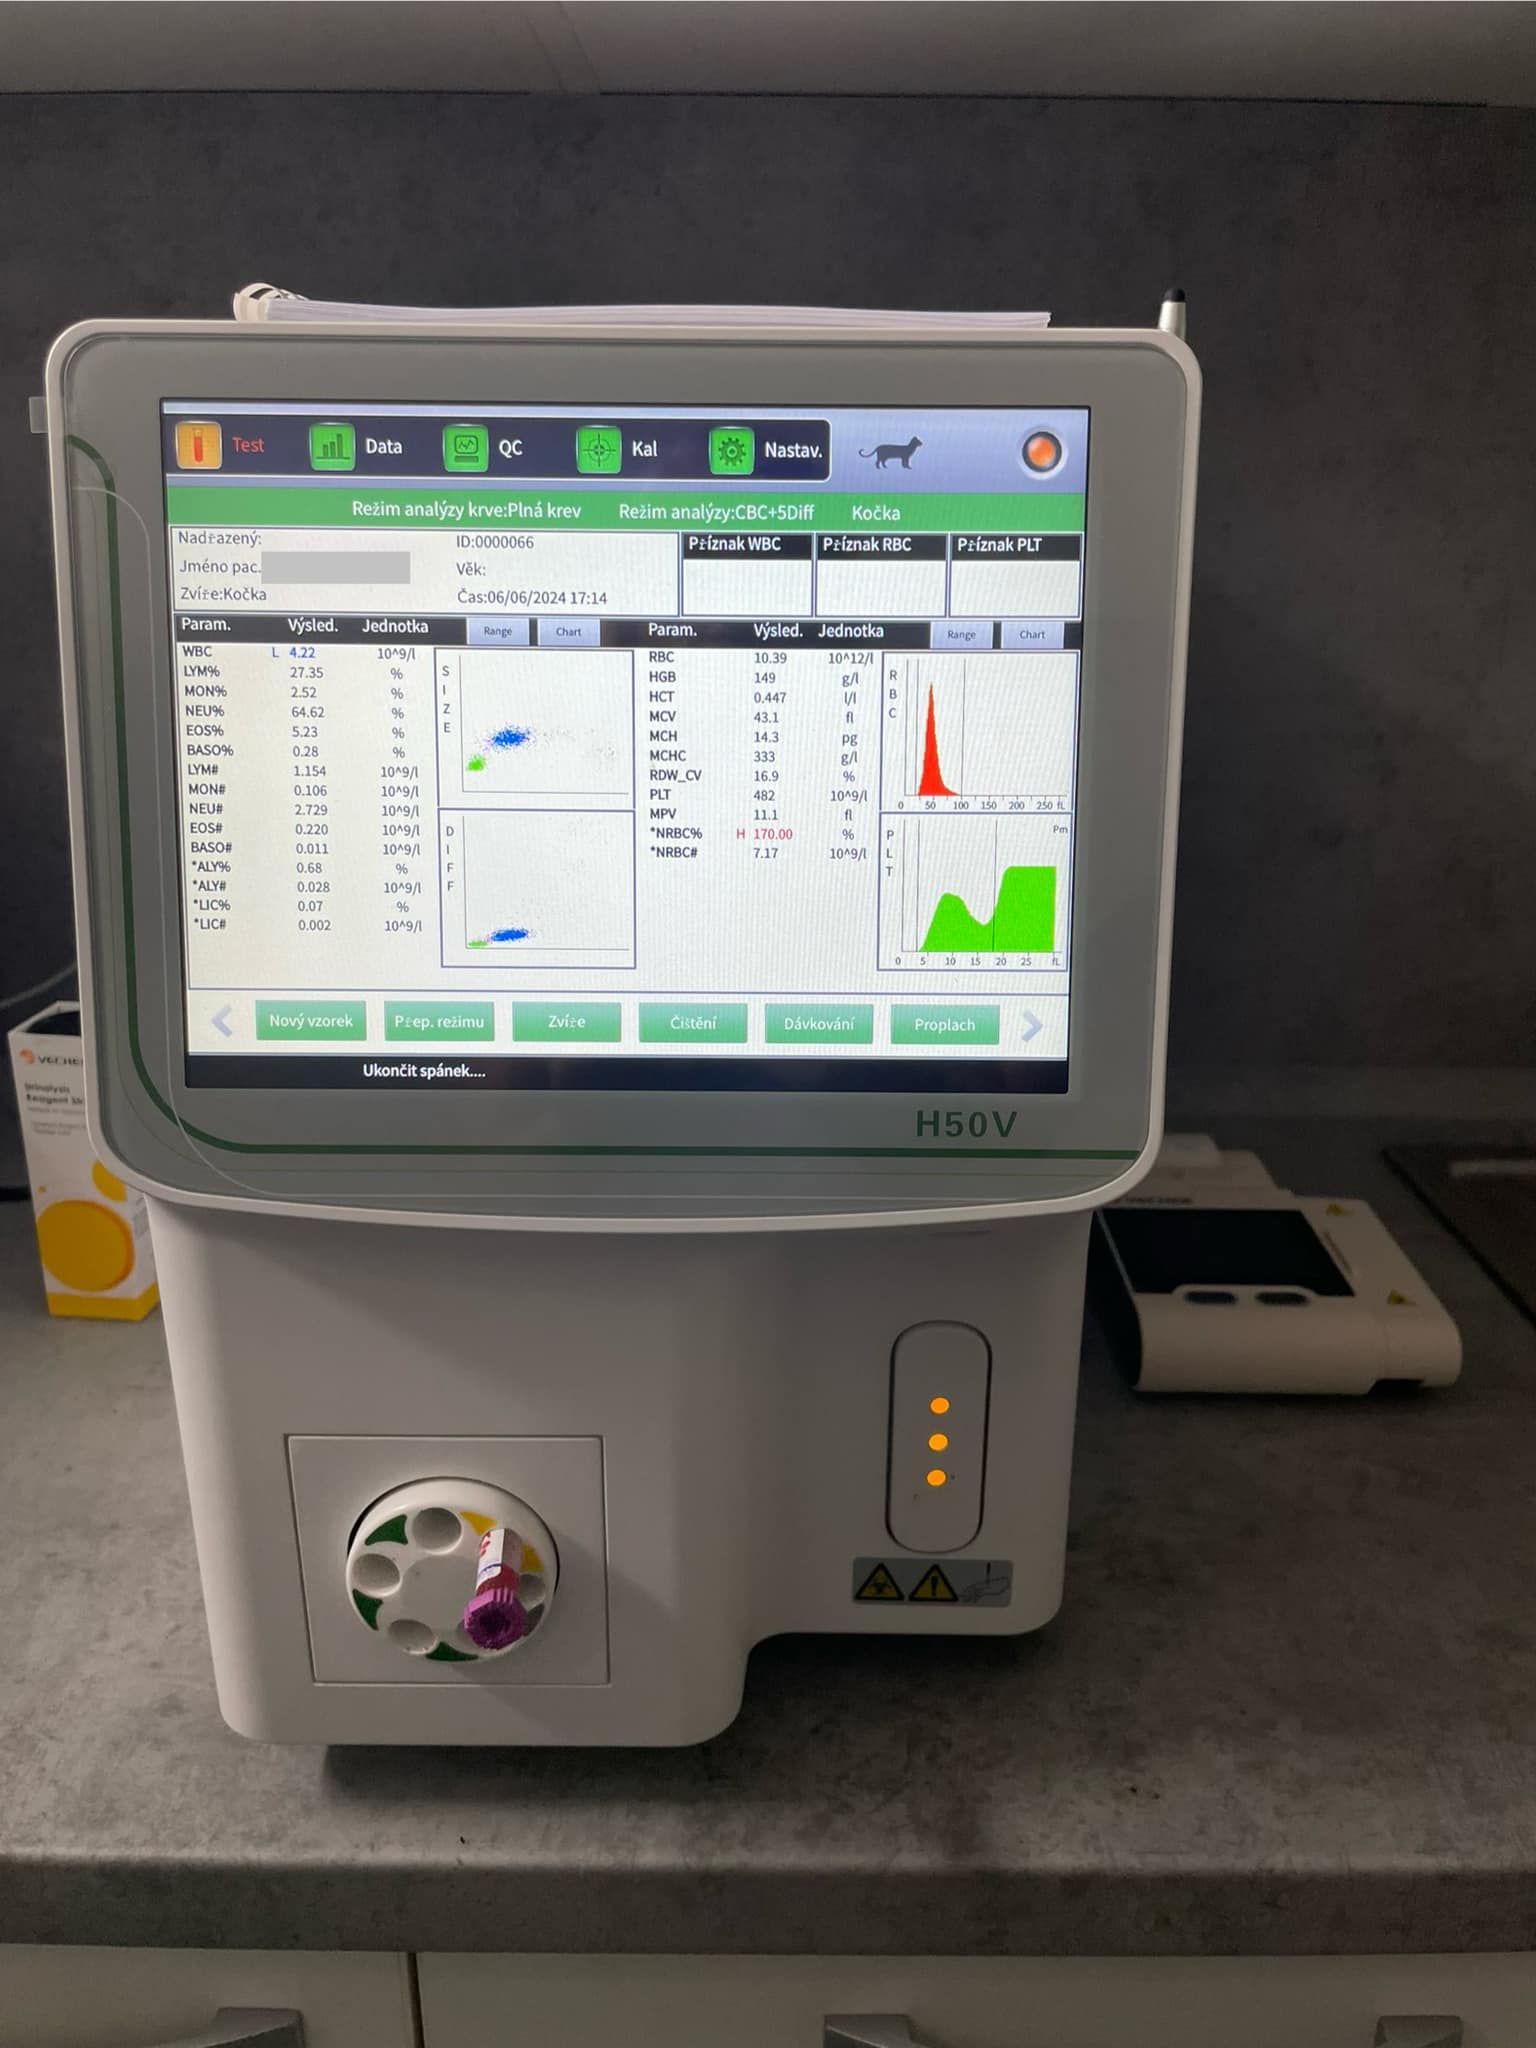 Test Data QC Kal Nastav.
Režim analýzy krve:Plná krev Režim analýzy:CBC+5Diff Kočka
Nadřazený: ID:0000066 Příznak WBC Příznak RBC Příznak PLT
Jméno pac. Věk:
Zvíře:Kočka Čas:06/06/2024 17:14
Param. Výsled. Jednotka Range Chart
WBC L 4.22 10^9/l
LYM% 27.35 %
MON% 2.52 %
NEU% 64.62 %
EOS% 5.23 %
BASO% 0.28 %
LYM# 1.154 10^9/l
MON# 0.106 10^9/l
NEU# 2.729 10^9/l
EOS# 0.220 10^9/l
BASO# 0.011 10^9/l
*ALY% 0.68 %
*ALY# 0.028 10^9/l
*LIC% 0.07 %
*LIC# 0.002 10^9/l
SIZE
DIFF
Param. Výsled. Jednotka Range Chart
RBC 10.39 10^12/l
HGB 149 g/l
HCT 0.447 l/l
MCV 43.1 fl
MCH 14.3 pg
MCHC 333 g/l
RDW_CV 16.9 %
PLT 482 10^9/l
MPV 11.1 fl
*NRBC% H 170.00 %
*NRBC# 7.17 10^9/l
RBC
0 50 100 150 200 250 fL
PLT
Pm
0 5 10 15 20 25 fL
Nový vzorek Přep. režimu Zvíře Čištění Dávkování Proplach
Ukončit spánek....
H50V
Urinalysis
Reagent